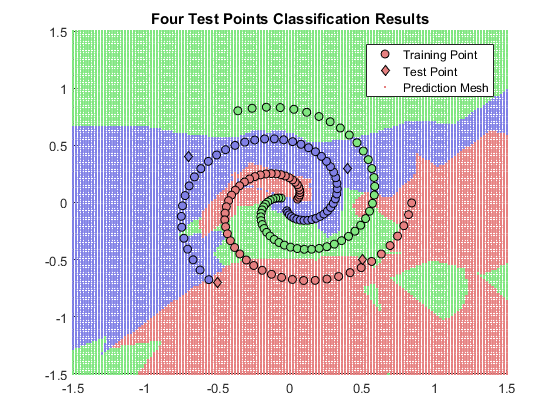 Four Test Points Classification Results
Training Point
Test Point
Prediction Mesh
1.5
1
0.5
0
-0.5
-1
-1.5
-1.5 -1 -0.5 0 0.5 1 1.5